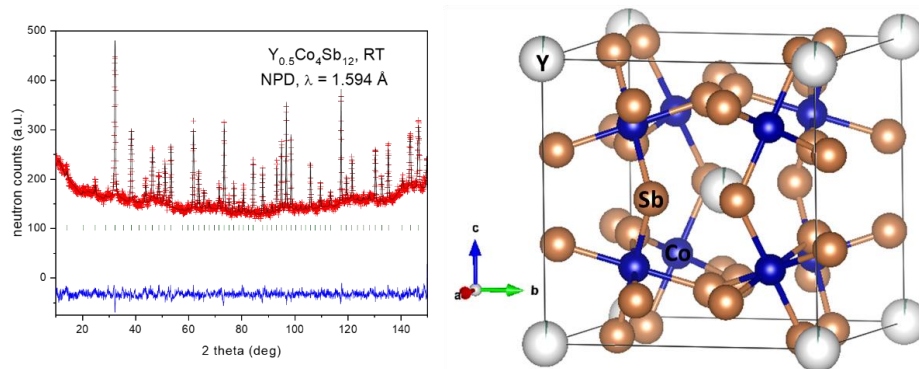 500
Y₀.₅Co₄Sb₁₂, RT
NPD, λ = 1.594 Å
400
300
200
100
0
20 40 60 80 100 120 140
2 theta (deg)
neutron counts (a.u.)
Y
Sb
Co
c
a
b